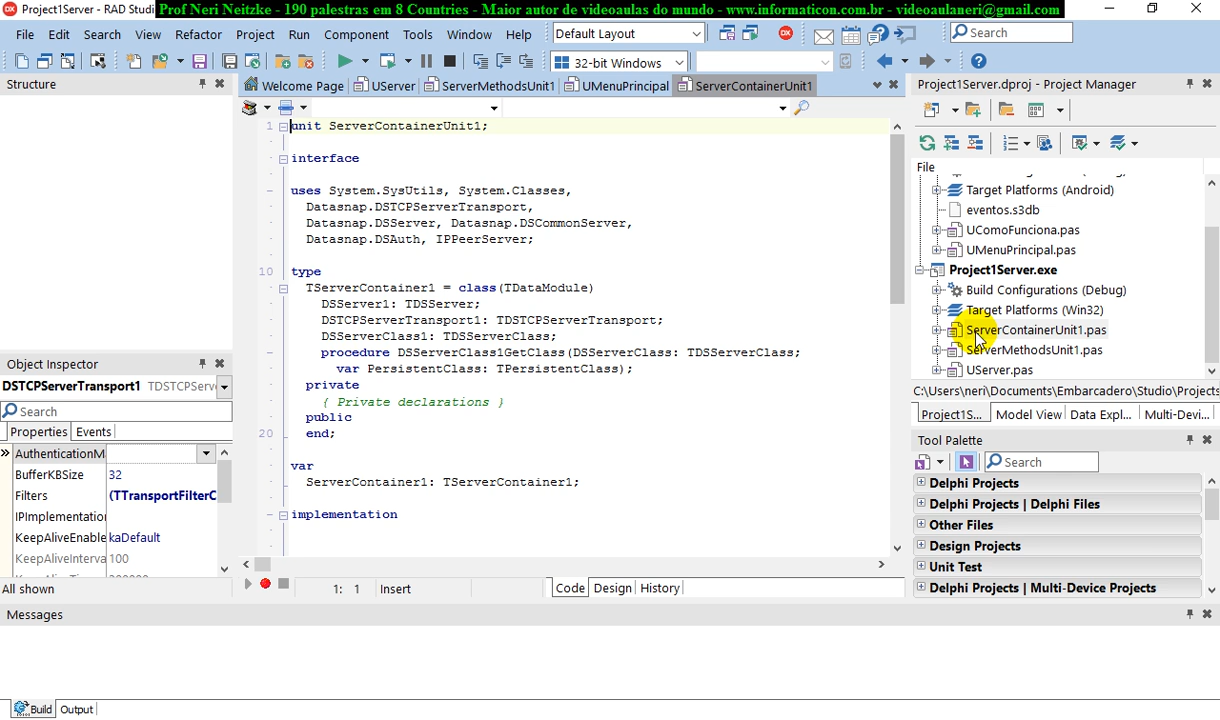 Project1Server - RAD Studi
Prof Neri Neitzke - 190 palestras em 8 Countries - Maior autor de videoaulas do mundo - www.informaticon.com.br - videoaulaneri@gmail.com
File Edit Search View Refactor Project Run Component Tools Window Help
Default Layout
Search
32-bit Windows
Structure
Welcome Page UServer ServerMethodsUnit1 UMenuPrincipal ServerContainerUnit1
Project1Server.dproj - Project Manager
1 unit ServerContainerUnit1;
interface
uses System.SysUtils, System.Classes,
Datasnap.DSTCPServerTransport,
Datasnap.DSServer, Datasnap.DSCommonServer,
Datasnap.DSAuth, IPPeerServer;
10 type
TServerContainer1 = class(TDataModule)
DSServer1: TDSServer;
DSTCPServerTransport1: TDSTCPServerTransport;
DSServerClass1: TDSServerClass;
procedure DSServerClass1GetClass(DSServerClass: TDSServerClass;
var PersistentClass: TPersistentClass);
private
{ Private declarations }
public
20 end;
var
ServerContainer1: TServerContainer1;
implementation
1: 1 Insert
Code Design History
File
Target Platforms (Android)
eventos.s3db
UComoFunciona.pas
UMenuPrincipal.pas
Project1Server.exe
Build Configurations (Debug)
Target Platforms (Win32)
ServerContainerUnit1.pas
ServerMethodsUnit1.pas
UServer.pas
C:\Users\neri\Documents\Embarcadero\Studio\Projects
Project1S... Model View Data Expl... Multi-Devi...
Tool Palette
Search
Delphi Projects
Delphi Projects | Delphi Files
Other Files
Design Projects
Unit Test
Delphi Projects | Multi-Device Projects
Object Inspector
DSTCPServerTransport1 TDSTCPServ
Search
Properties Events
AuthenticationM
BufferKBSize 32
Filters (TTransportFilterC
IPImplementation
KeepAliveEnable kaDefault
KeepAliveInterva 100
All shown
Messages
Build Output